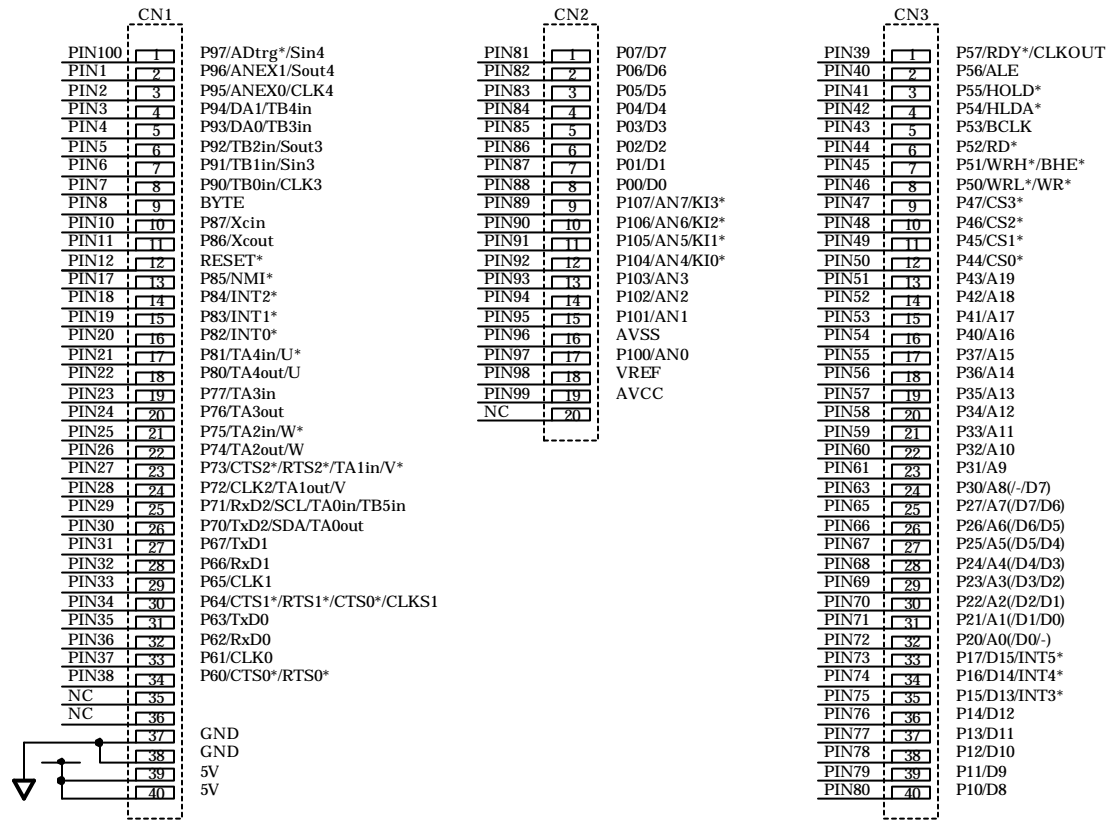 CN1
PIN100 1 P97/ADtrg*/Sin4
PIN1 2 P96/ANEX1/Sout4
PIN2 3 P95/ANEX0/CLK4
PIN3 4 P94/DA1/TB4in
PIN4 5 P93/DA0/TB3in
PIN5 6 P92/TB2in/Sout3
PIN6 7 P91/TB1in/Sin3
PIN7 8 P90/TB0in/CLK3
PIN8 9 BYTE
PIN10 10 P87/Xcin
PIN11 11 P86/Xcout
PIN12 12 RESET*
PIN17 13 P85/NMI*
PIN18 14 P84/INT2*
PIN19 15 P83/INT1*
PIN20 16 P82/INT0*
PIN21 17 P81/TA4in/U*
PIN22 18 P80/TA4out/U
PIN23 19 P77/TA3in
PIN24 20 P76/TA3out
PIN25 21 P75/TA2in/W*
PIN26 22 P74/TA2out/W
PIN27 23 P73/CTS2*/RTS2*/TA1in/V*
PIN28 24 P72/CLK2/TA1out/V
PIN29 25 P71/RxD2/SCL/TA0in/TB5in
PIN30 26 P70/TxD2/SDA/TA0out
PIN31 27 P67/TxD1
PIN32 28 P66/RxD1
PIN33 29 P65/CLK1
PIN34 30 P64/CTS1*/RTS1*/CTS0*/CLKS1
PIN35 31 P63/TxD0
PIN36 32 P62/RxD0
PIN37 33 P61/CLK0
PIN38 34 P60/CTS0*/RTS0*
NC 35
NC 36
37 GND
38 GND
39 5V
40 5V
CN2
PIN81 1 P07/D7
PIN82 2 P06/D6
PIN83 3 P05/D5
PIN84 4 P04/D4
PIN85 5 P03/D3
PIN86 6 P02/D2
PIN87 7 P01/D1
PIN88 8 P00/D0
PIN89 9 P107/AN7/KI3*
PIN90 10 P106/AN6/KI2*
PIN91 11 P105/AN5/KI1*
PIN92 12 P104/AN4/KI0*
PIN93 13 P103/AN3
PIN94 14 P102/AN2
PIN95 15 P101/AN1
PIN96 16 AVSS
PIN97 17 P100/AN0
PIN98 18 VREF
PIN99 19 AVCC
NC 20
CN3
PIN39 1 P57/RDY*/CLKOUT
PIN40 2 P56/ALE
PIN41 3 P55/HOLD*
PIN42 4 P54/HLDA*
PIN43 5 P53/BCLK
PIN44 6 P52/RD*
PIN45 7 P51/WRH*/BHE*
PIN46 8 P50/WRL*/WR*
PIN47 9 P47/CS3*
PIN48 10 P46/CS2*
PIN49 11 P45/CS1*
PIN50 12 P44/CS0*
PIN51 13 P43/A19
PIN52 14 P42/A18
PIN53 15 P41/A17
PIN54 16 P40/A16
PIN55 17 P37/A15
PIN56 18 P36/A14
PIN57 19 P35/A13
PIN58 20 P34/A12
PIN59 21 P33/A11
PIN60 22 P32/A10
PIN61 23 P31/A9
PIN63 24 P30/A8(/-/D7)
PIN65 25 P27/A7(/D7/D6)
PIN66 26 P26/A6(/D6/D5)
PIN67 27 P25/A5(/D5/D4)
PIN68 28 P24/A4(/D4/D3)
PIN69 29 P23/A3(/D3/D2)
PIN70 30 P22/A2(/D2/D1)
PIN71 31 P21/A1(/D1/D0)
PIN72 32 P20/A0(/D0/-)
PIN73 33 P17/D15/INT5*
PIN74 34 P16/D14/INT4*
PIN75 35 P15/D13/INT3*
PIN76 36 P14/D12
PIN77 37 P13/D11
PIN78 38 P12/D10
PIN79 39 P11/D9
PIN80 40 P10/D8